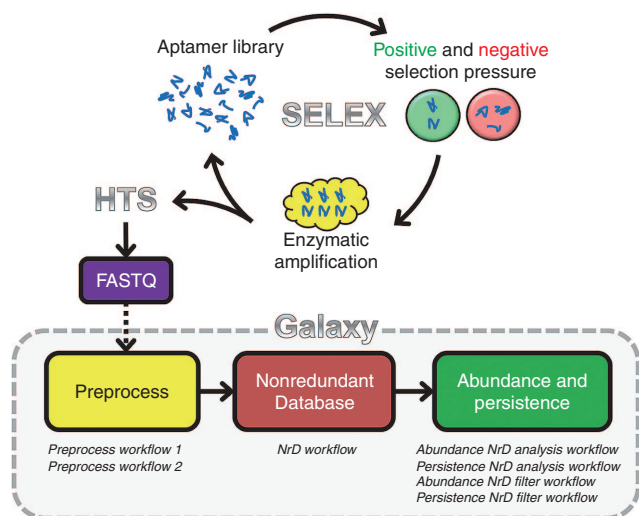 Aptamer library
Positive and negative
selection pressure
SELEX
HTS
Enzymatic
amplification
FASTQ
Galaxy
Preprocess
Nonredundant
Database
Abundance and
persistence
Preprocess workflow 1
Preprocess workflow 2
NrD workflow
Abundance NrD analysis workflow
Persistence NrD analysis workflow
Abundance NrD filter workflow
Persistence NrD filter workflow